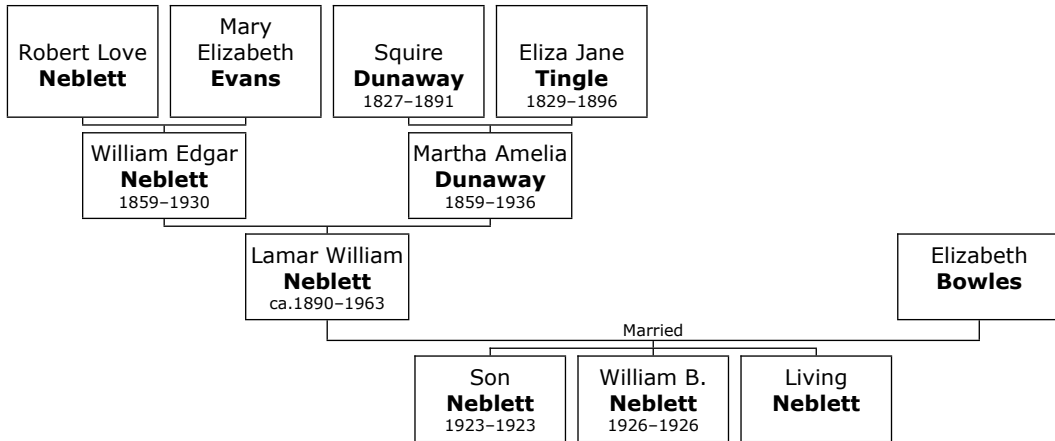 Robert Love
Neblett
Mary
Elizabeth
Evans
Squire
Dunaway
1827–1891
Eliza Jane
Tingle
1829–1896
William Edgar
Neblett
1859–1930
Martha Amelia
Dunaway
1859–1936
Lamar William
Neblett
ca.1890–1963
Elizabeth
Bowles
Married
Son
Neblett
1923–1923
William B.
Neblett
1926–1926
Living
Neblett